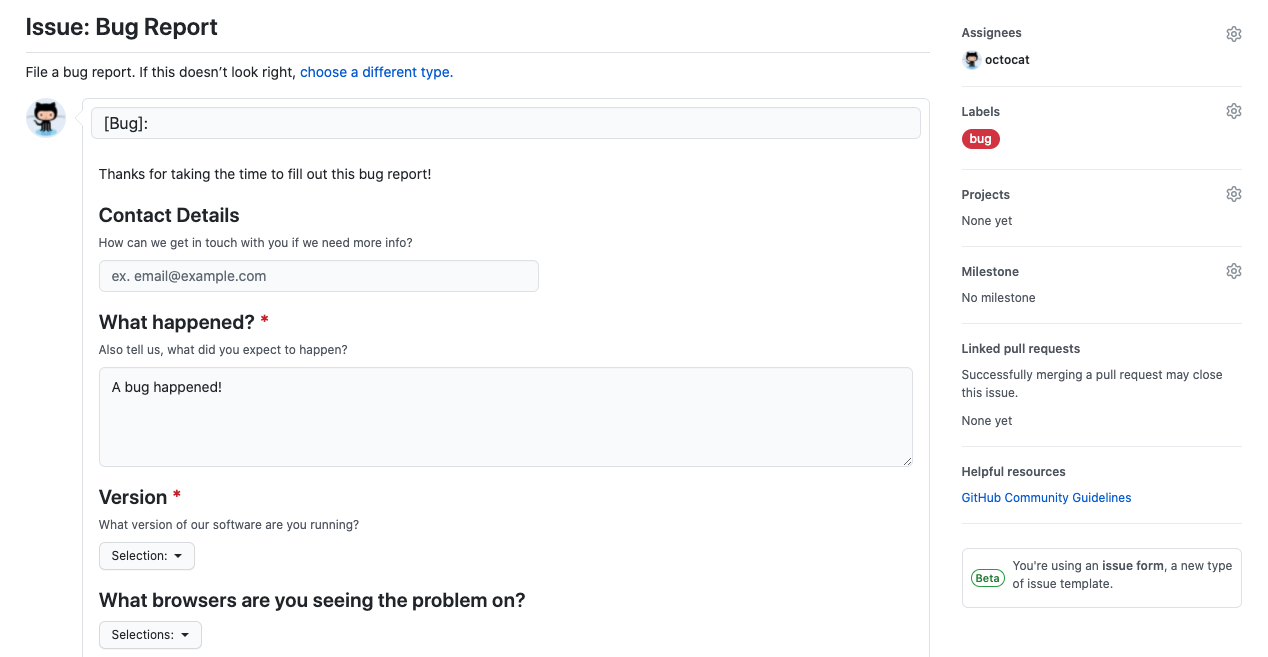 Issue: Bug Report
File a bug report. If this doesn’t look right, choose a different type.
[Bug]:
Thanks for taking the time to fill out this bug report!
Contact Details
How can we get in touch with you if we need more info?
ex. email@example.com
What happened? *
Also tell us, what did you expect to happen?
A bug happened!
Version *
What version of our software are you running?
Selection:
What browsers are you seeing the problem on?
Selections:
Assignees
octocat
Labels
bug
Projects
None yet
Milestone
No milestone
Linked pull requests
Successfully merging a pull request may close
this issue.
None yet
Helpful resources
GitHub Community Guidelines
Beta
You're using an issue form, a new type
of issue template.